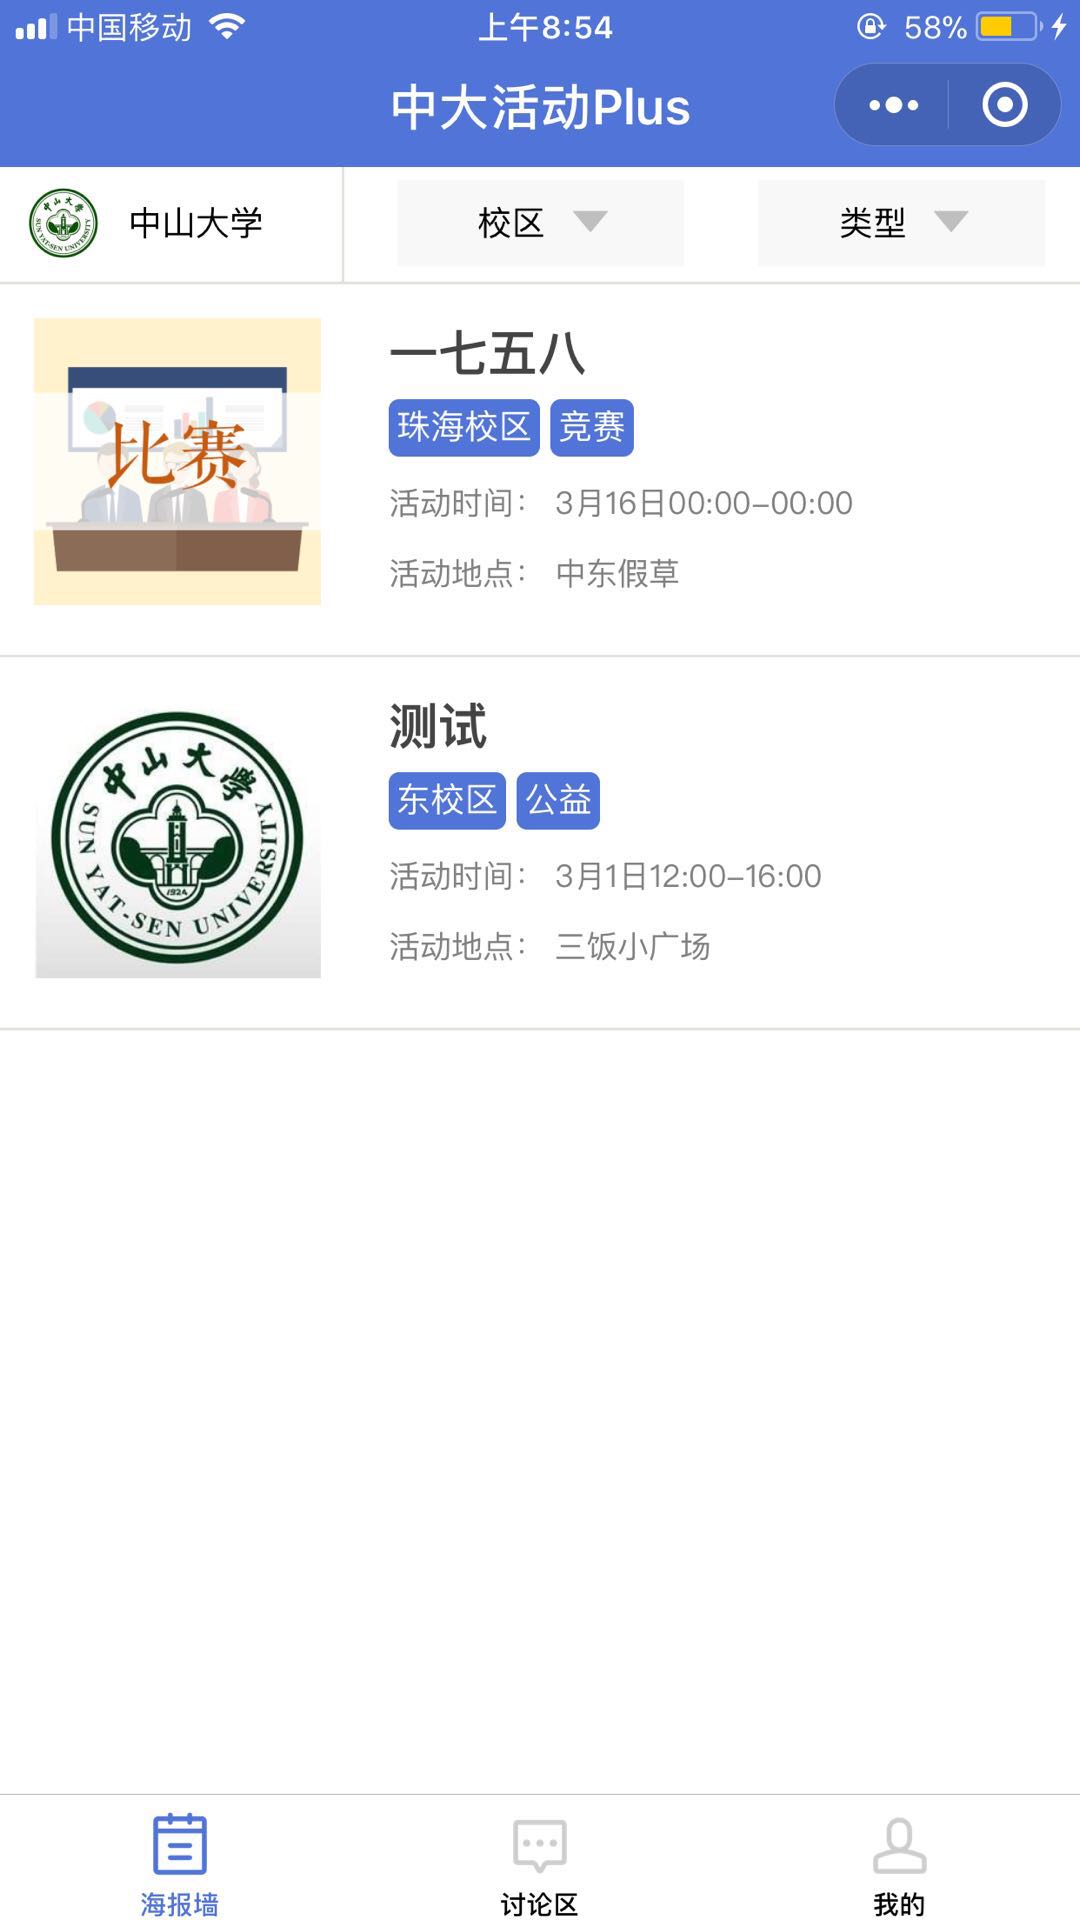 中国移动
上午8:54
58%
中大活动Plus
中山大学
校区
类型
一七五八
珠海校区 竞赛
比赛
活动时间： 3月16日00:00-00:00
活动地点： 中东假草
测试
东校区 公益
中山大學
SUN YAT-SEN UNIVERSITY
1924
活动时间： 3月1日12:00-16:00
活动地点： 三饭小广场
海报墙
讨论区
我的